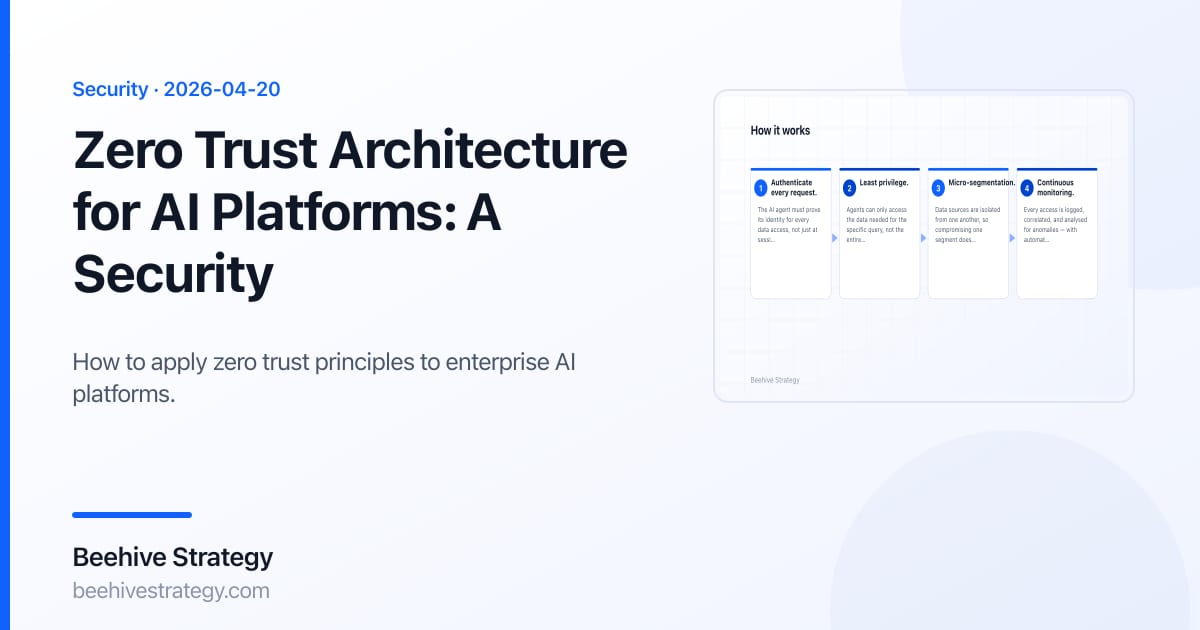 Security · 2026-04-20
Zero Trust Architecture
for AI Platforms: A
Security
How to apply zero trust principles to enterprise AI
platforms.
Beehive Strategy
beehivestrategy.com
How it works
1
Authenticate
every request.
The AI agent must prove
its identity for every
data access, not just at
sessi...
2
Least privilege.
Agents can only access
the data needed for the
specific query, not the
entire...
3
Micro-segmentation.
Data sources are isolated
from one another, so
compromising one
segment does...
4
Continuous
monitoring.
Every access is logged,
correlated, and analysed
for anomalies — with
automat...
Beehive Strategy